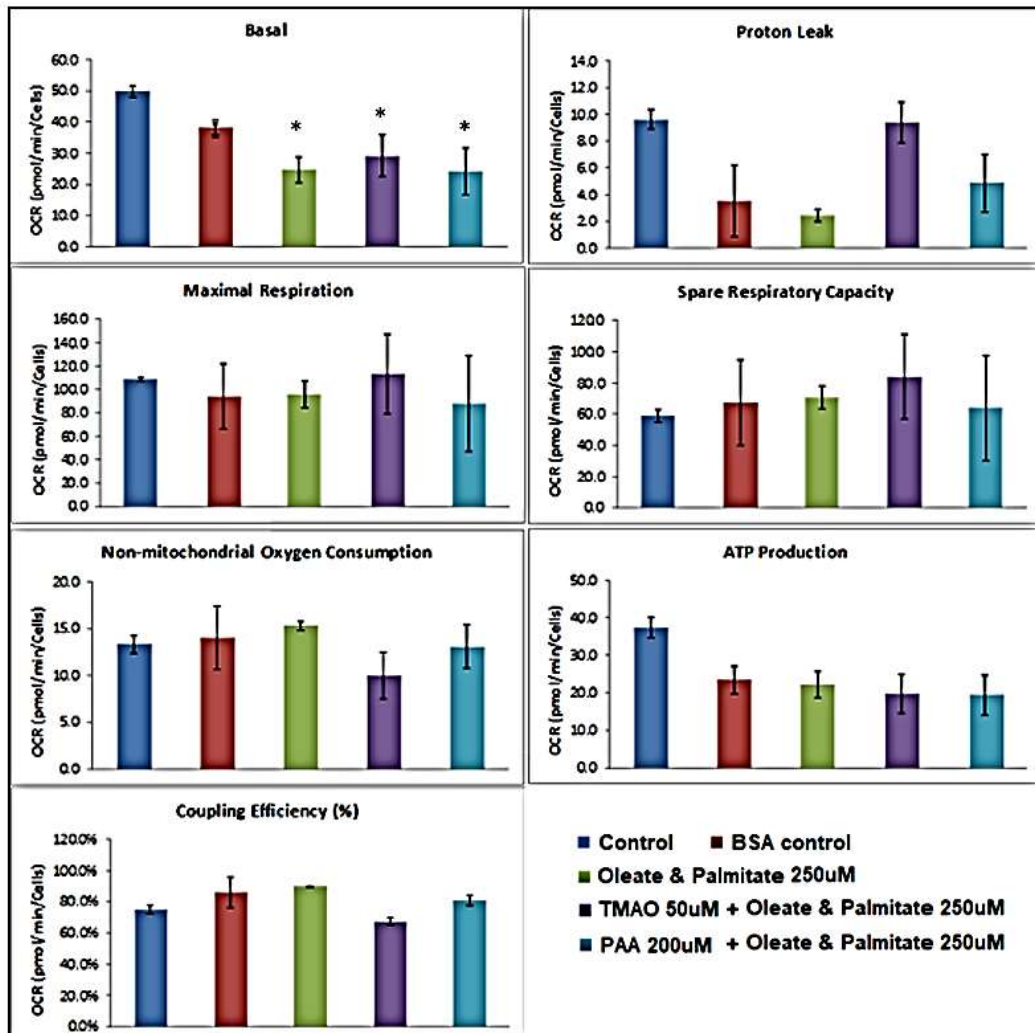 Basal
OCR (pmol/min/Cells)
60.0
50.0
40.0
30.0
20.0
10.0
0.0
* * *
Proton Leak
OCR (pmol/min/Cells)
14.0
12.0
10.0
8.0
6.0
4.0
2.0
0.0
Maximal Respiration
OCR (pmol/min/Cells)
160.0
140.0
120.0
100.0
80.0
60.0
40.0
20.0
0.0
Spare Respiratory Capacity
OCR (pmol/min/Cells)
120.0
100.0
80.0
60.0
40.0
20.0
0.0
Non-mitochondrial Oxygen Consumption
OCR (pmol/min/Cells)
20.0
15.0
10.0
5.0
0.0
ATP Production
OCR (pmol/min/Cells)
50.0
40.0
30.0
20.0
10.0
0.0
Coupling Efficiency (%)
OCR (pmol/min/Cells)
120.0%
100.0%
80.0%
60.0%
40.0%
20.0%
0.0%
Control BSA control
Oleate & Palmitate 250uM
TMAO 50uM + Oleate & Palmitate 250uM
PAA 200uM + Oleate & Palmitate 250uM